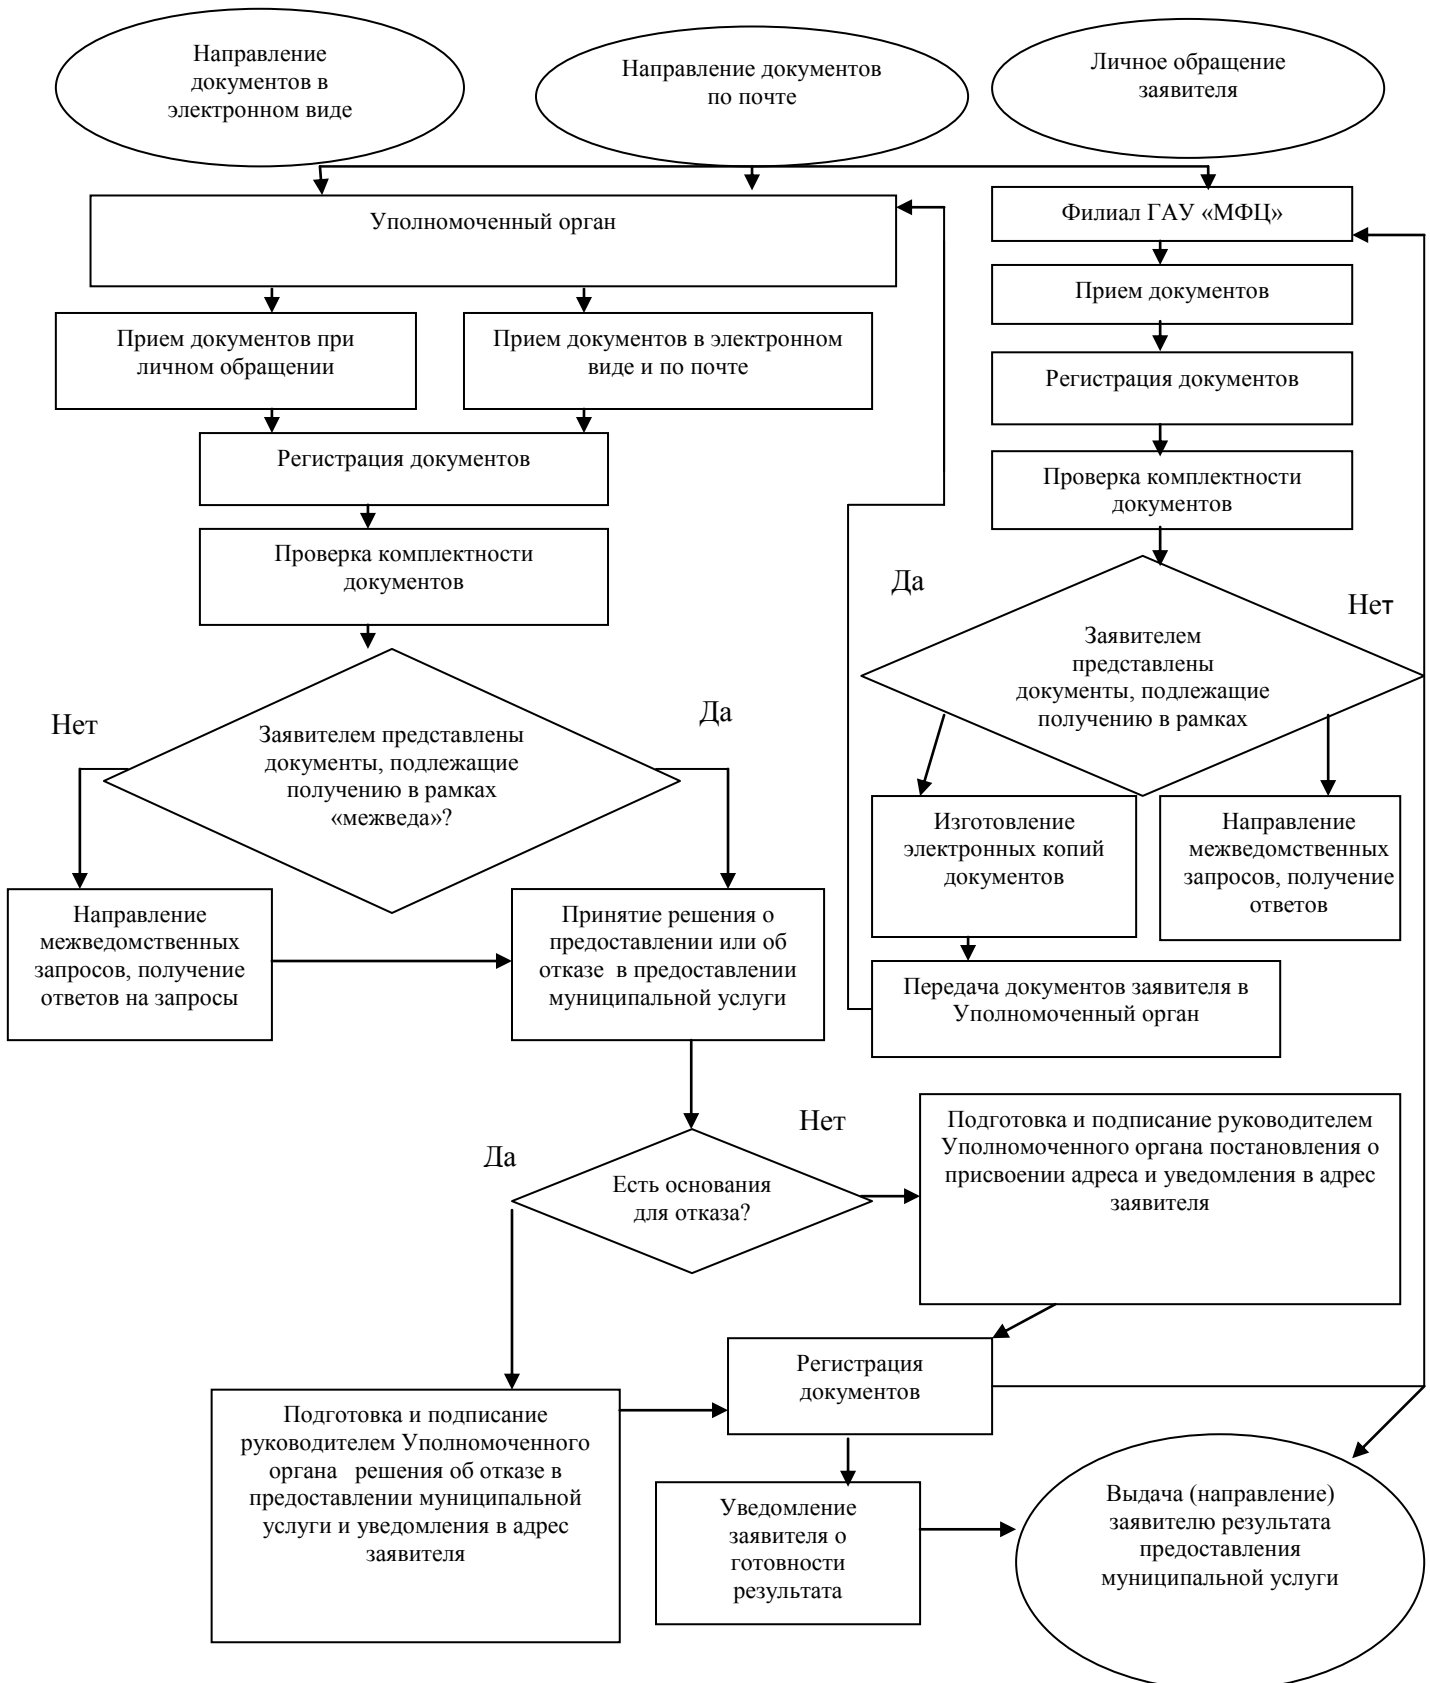 Направление
документов в
электронном виде
Направление документов
по почте
Личное обращение
заявителя
Уполномоченный орган
Филиал ГАУ «МФЦ»
Прием документов
Прием документов при
личном обращении
Прием документов в электронном
виде и по почте
Регистрация документов
Регистрация документов
Проверка комплектности
документов
Проверка комплектности
документов
Да
Нет
Заявителем
представлены
документы, подлежащие
получению в рамках
Нет
Да
Заявителем представлены
документы, подлежащие
получению в рамках
«межведа»?
Изготовление
электронных копий
документов
Направление
межведомственных
запросов, получение
ответов
Направление
межведомственных
запросов, получение
ответов на запросы
Принятие решения о
предоставлении или об
отказе в предоставлении
муниципальной услуги
Передача документов заявителя в
Уполномоченный орган
Да
Нет
Есть основания
для отказа?
Подготовка и подписание руководителем
Уполномоченного органа постановления о
присвоении адреса и уведомления в адрес
заявителя
Регистрация
документов
Подготовка и подписание
руководителем Уполномоченного
органа решения об отказе в
предоставлении муниципальной
услуги и уведомления в адрес
заявителя
Уведомление
заявителя о
готовности
результата
Выдача (направление)
заявителю результата
предоставления
муниципальной услуги